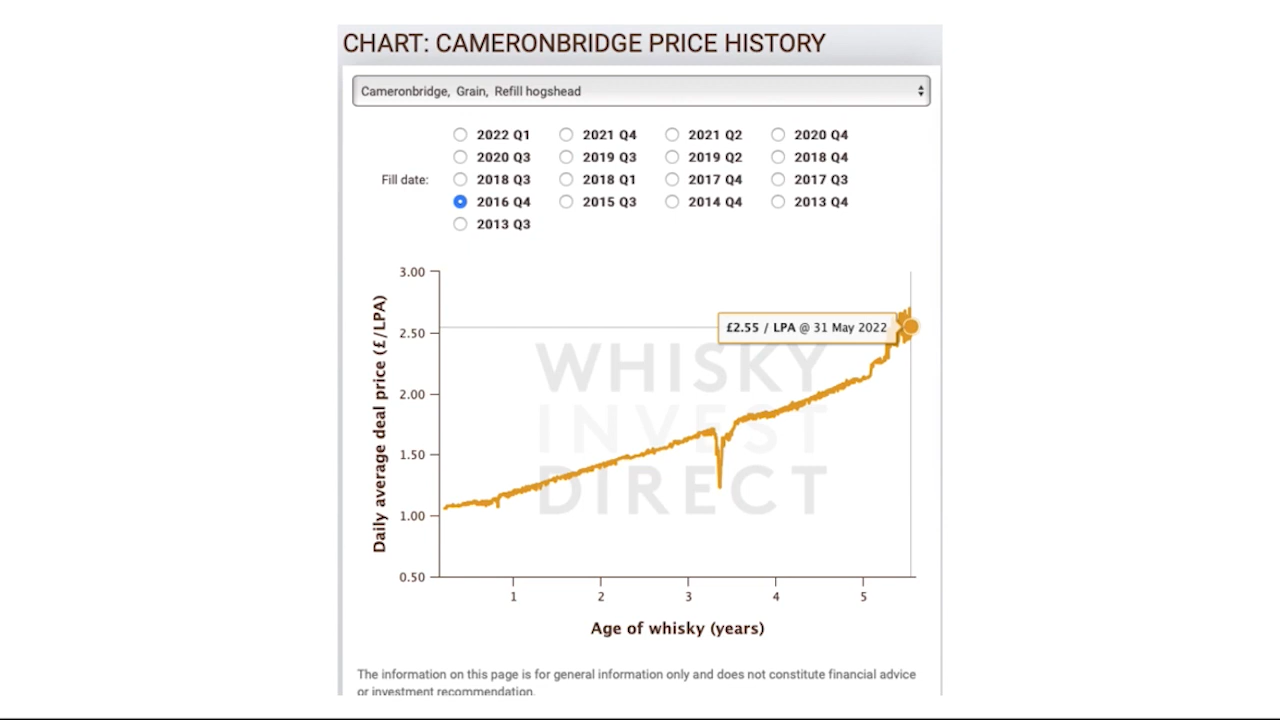 CHART: CAMERONBRIDGE PRICE HISTORY
Cameronbridge, Grain, Refill hogshead
2022 Q1 2021 Q4 2021 Q2 2020 Q4
2020 Q3 2019 Q3 2019 Q2 2018 Q4
Fill date: 2018 Q3 2018 Q1 2017 Q4 2017 Q3
2016 Q4 2015 Q3 2014 Q4 2013 Q4
2013 Q3
Daily average deal price (£/LPA)
3.00
£2.55 / LPA @ 31 May 2022
2.50
WHISKY
2.00
INVEST
1.50
DIRECT
1.00
0.50
1 2 3 4 5
Age of whisky (years)
The information on this page is for general information only and does not constitute financial advice
or investment recommendation.